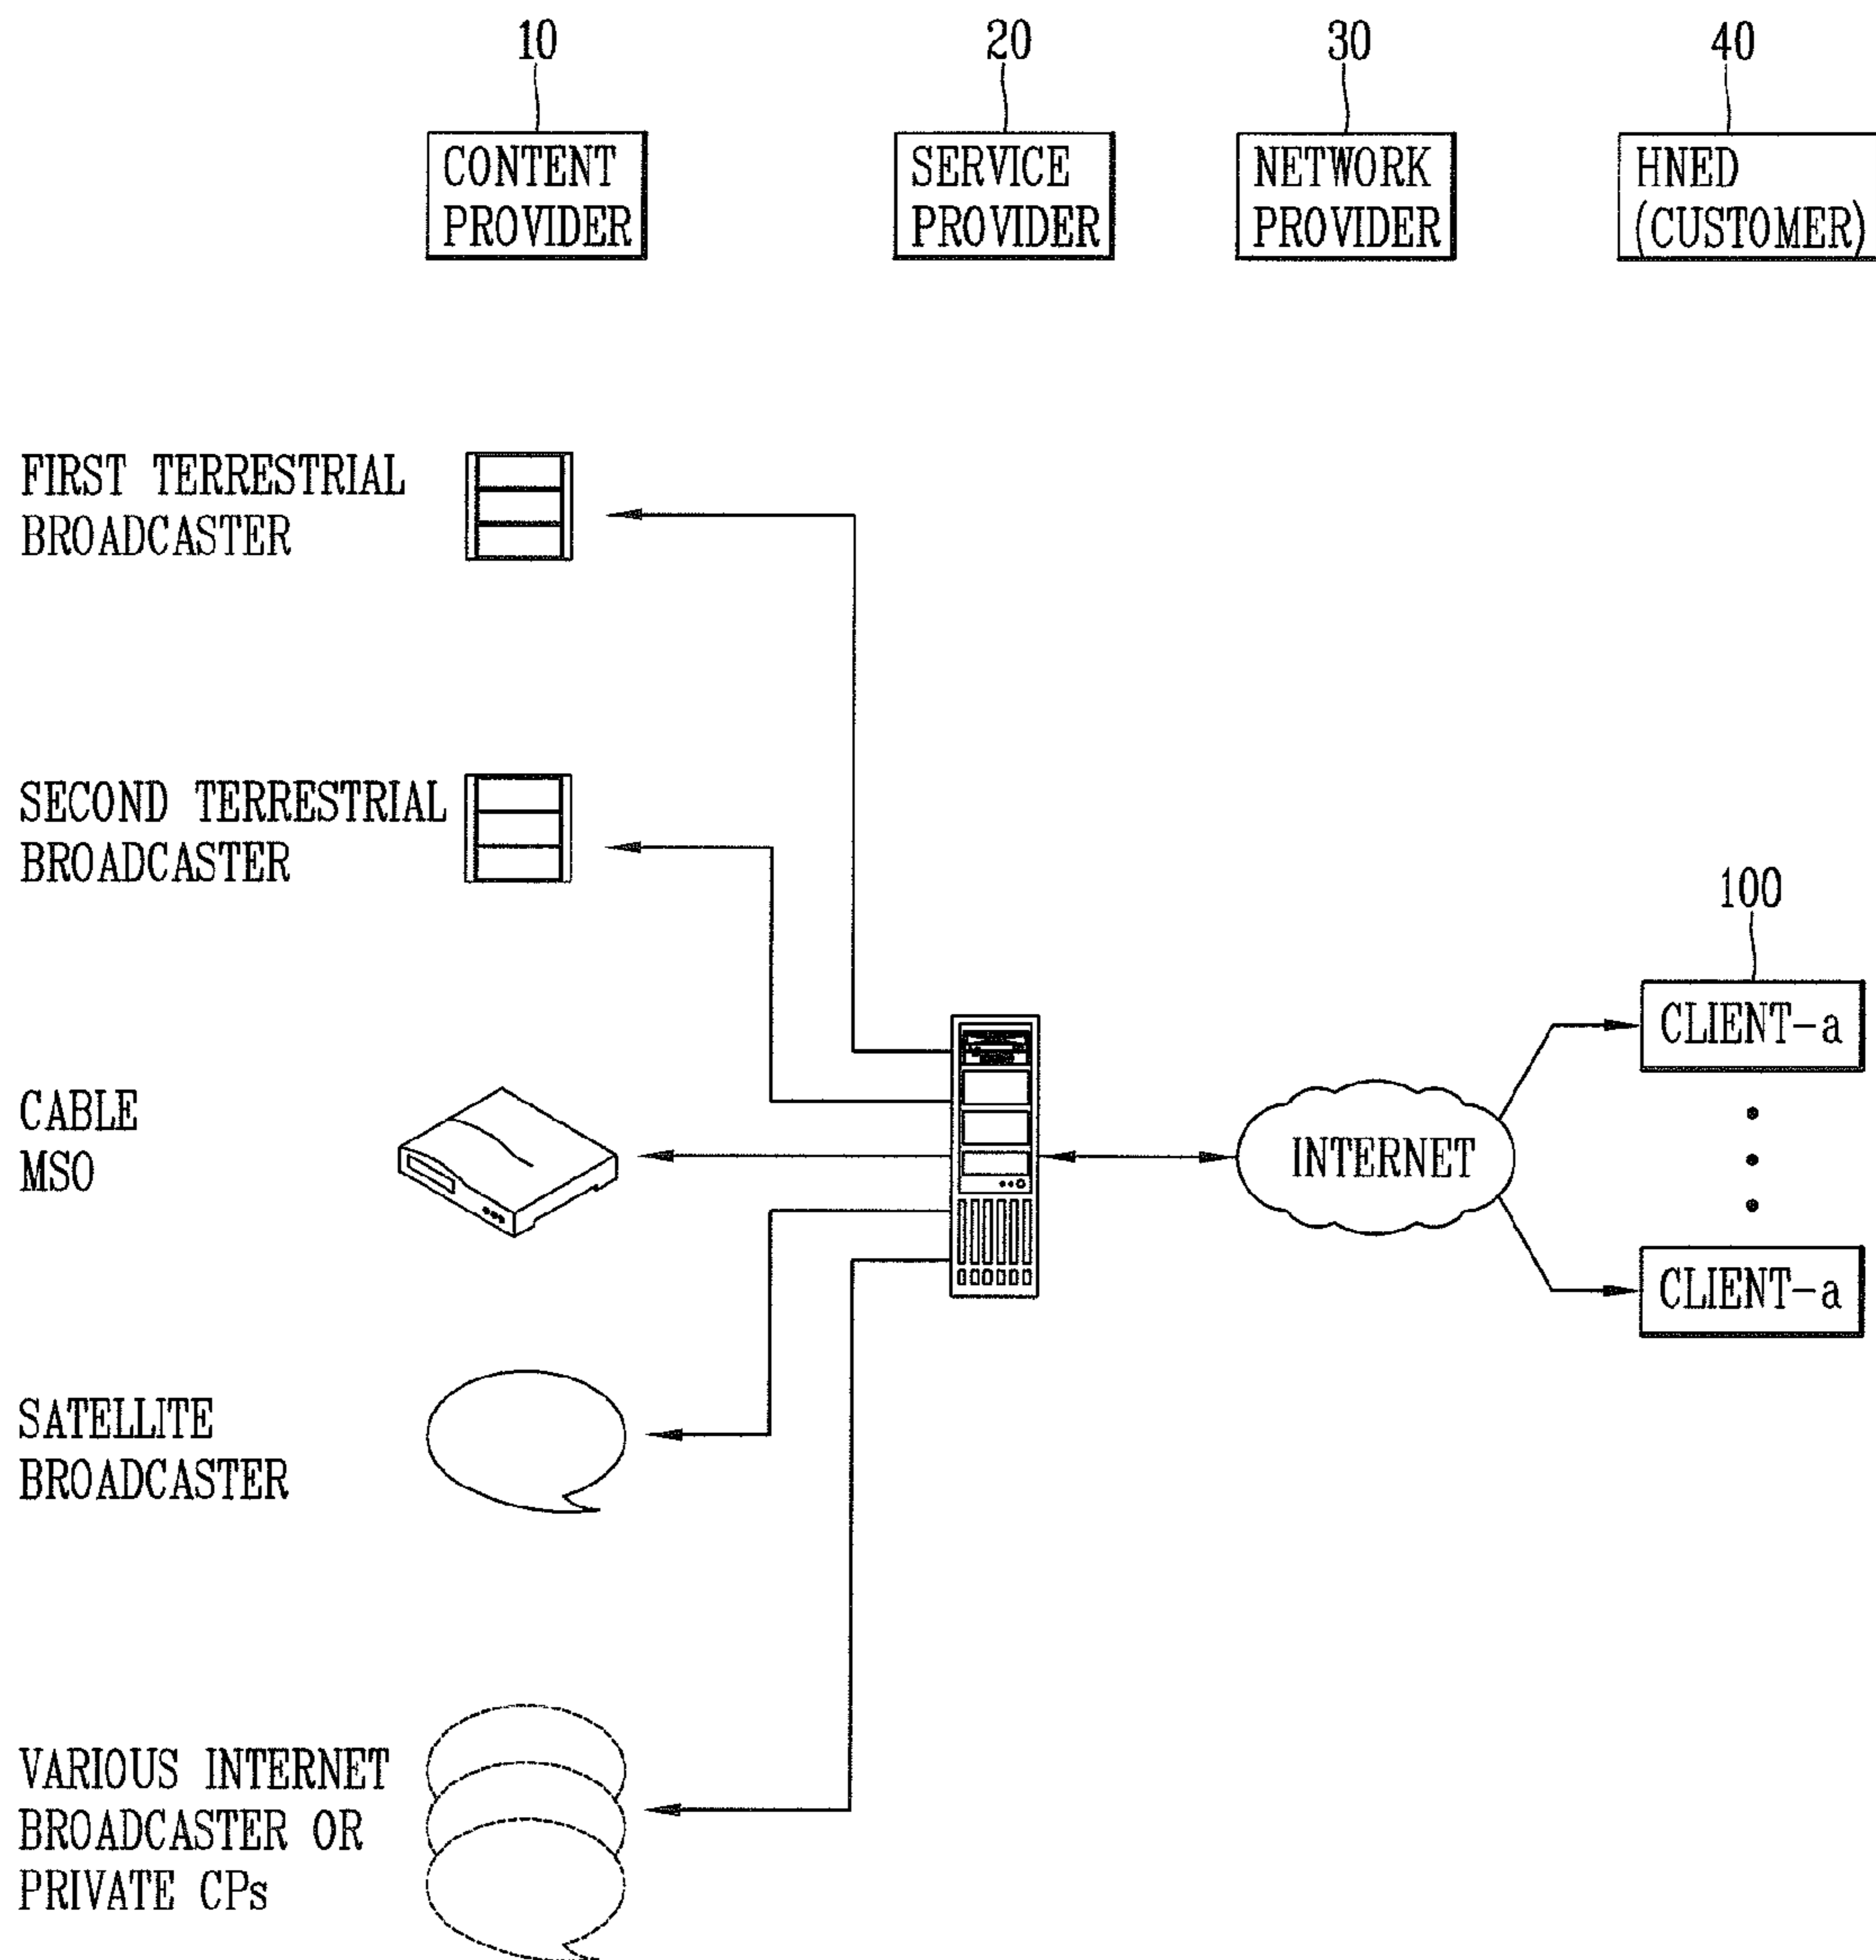 10
20
30
40
CONTENT
PROVIDER
SERVICE
PROVIDER
NETWORK
PROVIDER
HNED
(CUSTOMER)
FIRST TERRESTRIAL
BROADCASTER
SECOND TERRESTRIAL
BROADCASTER
100
CLIENT-a
CABLE
MSO
INTERNET
CLIENT-a
SATELLITE
BROADCASTER
VARIOUS INTERNET
BROADCASTER OR
PRIVATE CPs